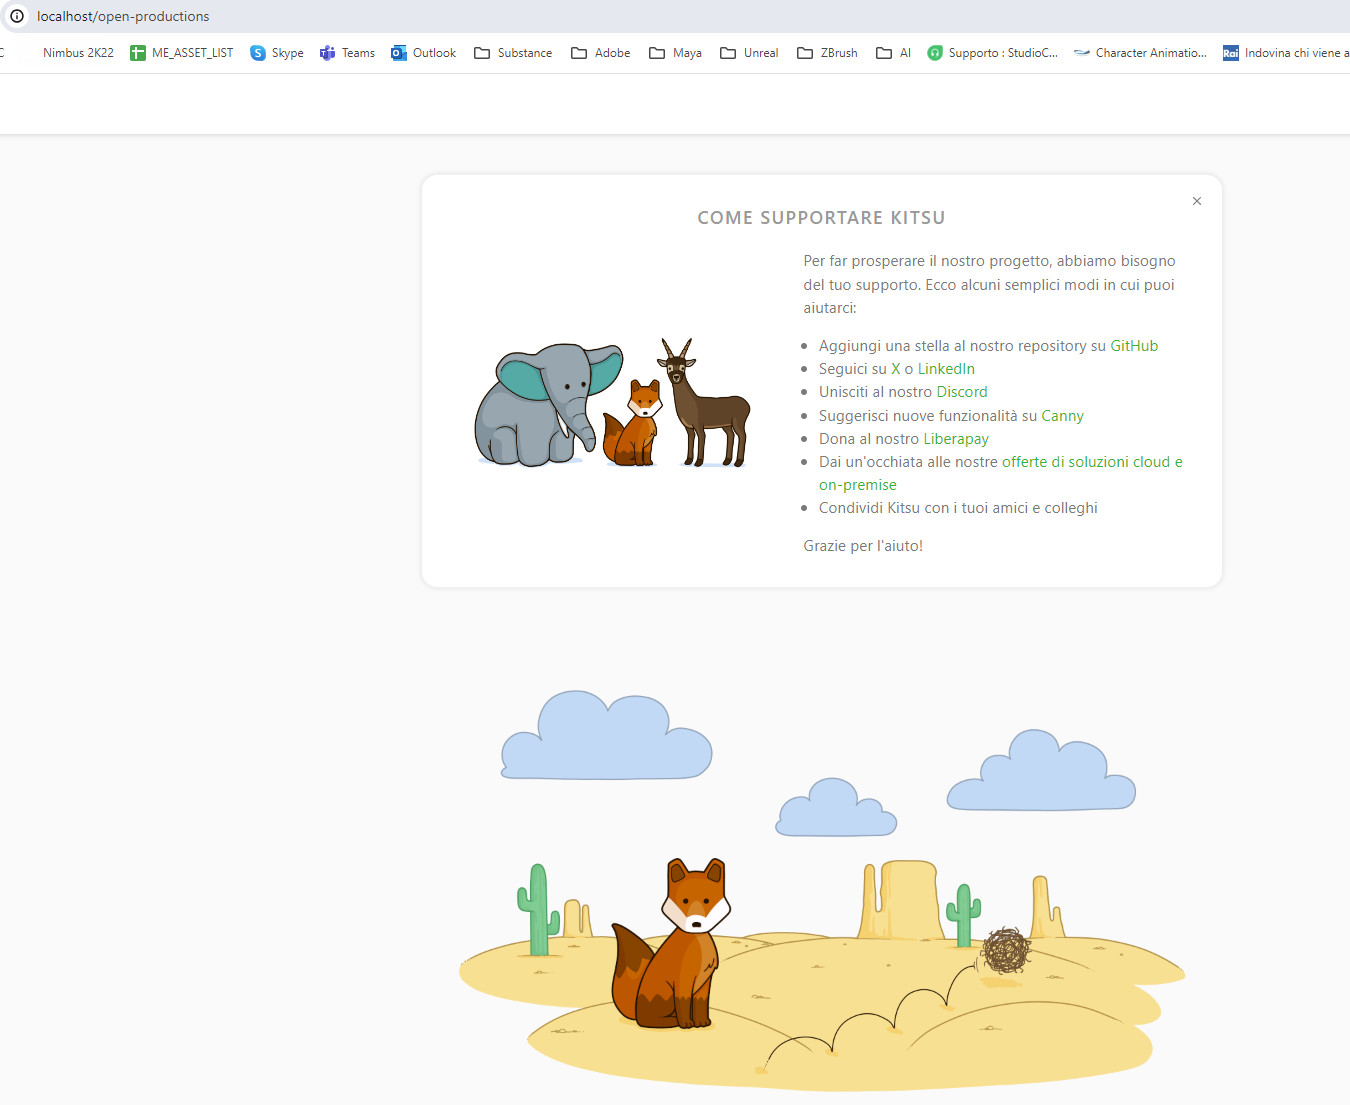 localhost/open-productions
C Nimbus 2K22 ME_ASSET_LIST Skype Teams Outlook Substance Adobe Maya Unreal ZBrush AI Supporto : StudioC... Character Animatio... Rai Indovina chi viene a
COME SUPPORTARE KITSU
Per far prosperare il nostro progetto, abbiamo bisogno
del tuo supporto. Ecco alcuni semplici modi in cui puoi
aiutarci:
Aggiungi una stella al nostro repository su GitHub
Seguici su X o LinkedIn
Unisciti al nostro Discord
Suggerisci nuove funzionalità su Canny
Dona al nostro Liberapay
Dai un'occhiata alle nostre offerte di soluzioni cloud e
on-premise
Condividi Kitsu con i tuoi amici e colleghi
Grazie per l'aiuto!